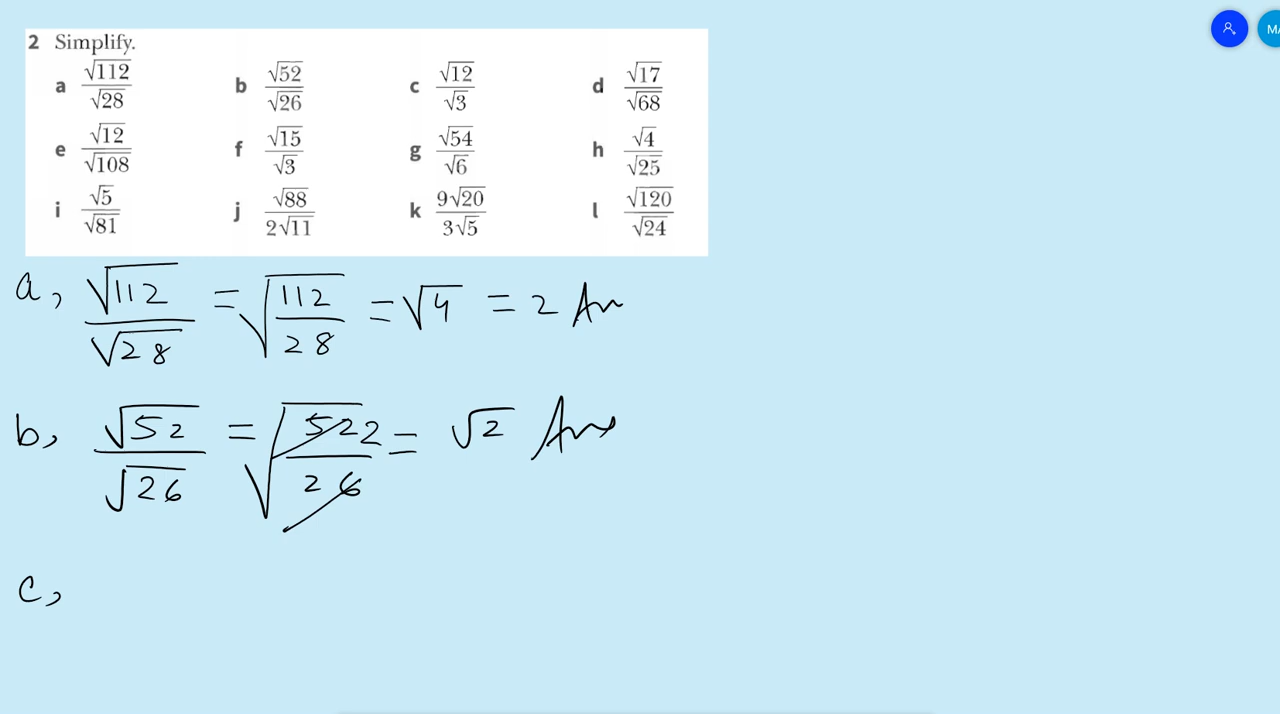 2 Simplify.
a √112/√28 b √52/√26 c √12/√3 d √17/√68
e √12/√108 f √15/√3 g √54/√6 h √4/√25
i √5/√81 j √88/2√11 k 9√20/3√5 l √120/√24
a, √112/√28 = √(112/28) = √4 = 2 An
b, √52/√26 = √(52 2/26) = √2 Ans
c,
MA